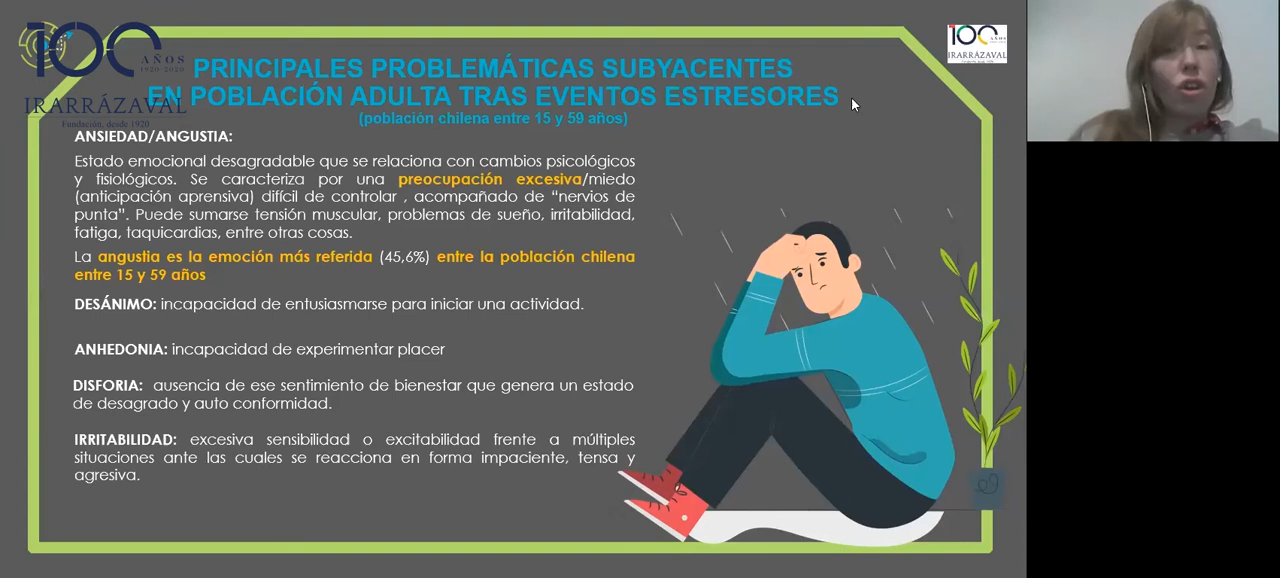 100
AÑOS
1920-2020
IRARRÁZAVAL
Fundación, desde 1920
100
AÑOS
IRARRÁZAVAL
PRINCIPALES PROBLEMÁTICAS SUBYACENTES
EN POBLACIÓN ADULTA TRAS EVENTOS ESTRESORES
(población chilena entre 15 y 59 años)
ANSIEDAD/ANGUSTIA:
Estado emocional desagradable que se relaciona con cambios psicológicos
y fisiológicos. Se caracteriza por una preocupación excesiva/miedo
(anticipación aprensiva) difícil de controlar , acompañado de “nervios de
punta”. Puede sumarse tensión muscular, problemas de sueño, irritabilidad,
fatiga, taquicardias, entre otras cosas.
La angustia es la emoción más referida (45,6%) entre la población chilena
entre 15 y 59 años
DESÁNIMO: incapacidad de entusiasmarse para iniciar una actividad.
ANHEDONIA: incapacidad de experimentar placer
DISFORIA: ausencia de ese sentimiento de bienestar que genera un estado
de desagrado y auto conformidad.
IRRITABILIDAD: excesiva sensibilidad o excitabilidad frente a múltiples
situaciones ante las cuales se reacciona en forma impaciente, tensa y
agresiva.